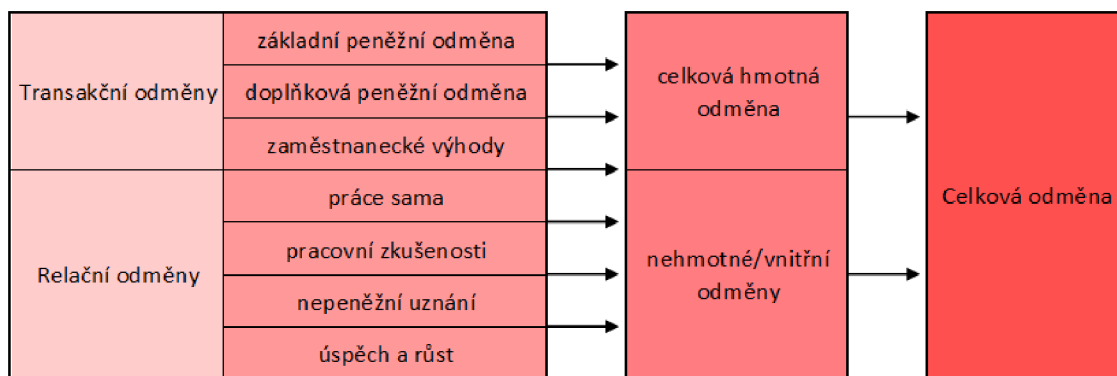 Transakční odměny
základní peněžní odměna
doplňková peněžní odměna
zaměstnanecké výhody
Relační odměny
práce sama
pracovní zkušenosti
nepeněžní uznání
úspěch a růst
celková hmotná
odměna
nehmotné/vnitřní
odměny
Celková odměna